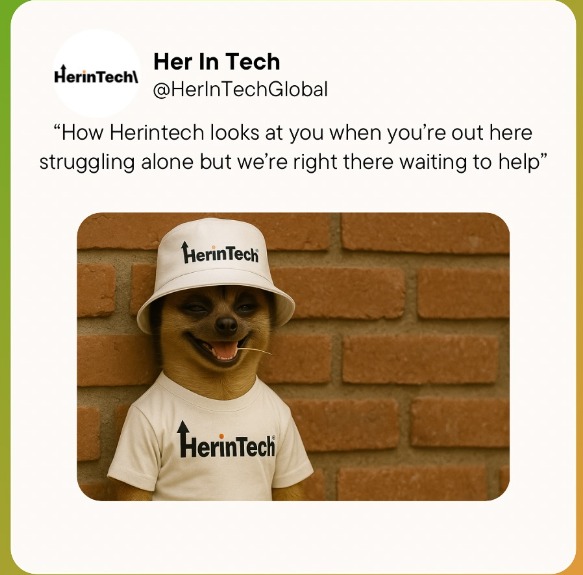 HerinTech\
Her In Tech
@HerInTechGlobal
“How Herintech looks at you when you’re out here
struggling alone but we’re right there waiting to help”
HerinTech
HerinTech